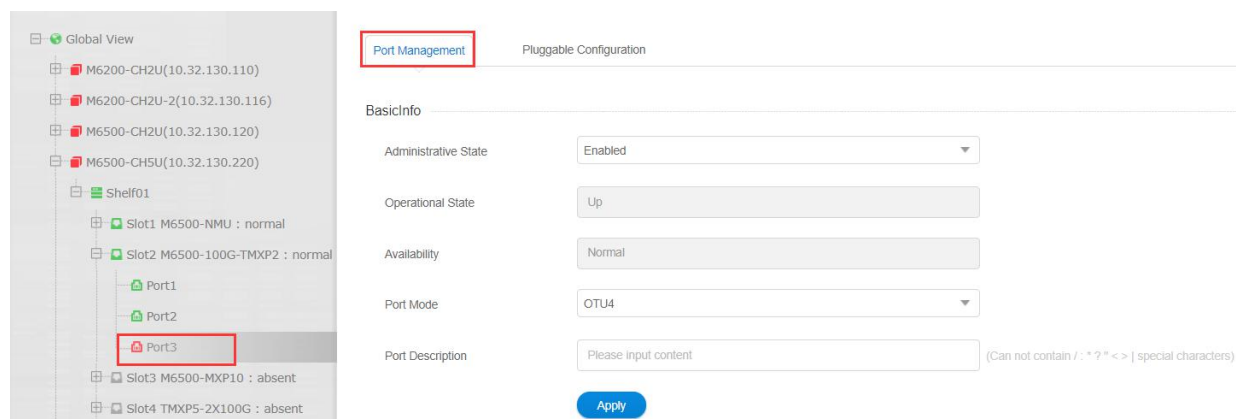 Global View
M6200-CH2U(10.32.130.110)
M6200-CH2U-2(10.32.130.116)
M6500-CH2U(10.32.130.120)
M6500-CH5U(10.32.130.220)
Shelf01
Slot1 M6500-NMU : normal
Slot2 M6500-100G-TMXP2 : normal
Port1
Port2
Port3
Slot3 M6500-MXP10 : absent
Slot4 TMXP5-2X100G : absent
Port Management Pluggable Configuration
BasicInfo
Administrative State Enabled
Operational State Up
Availability Normal
Port Mode OTU4
Port Description Please input content (Can not contain / : * ? " < > | special characters)
Apply